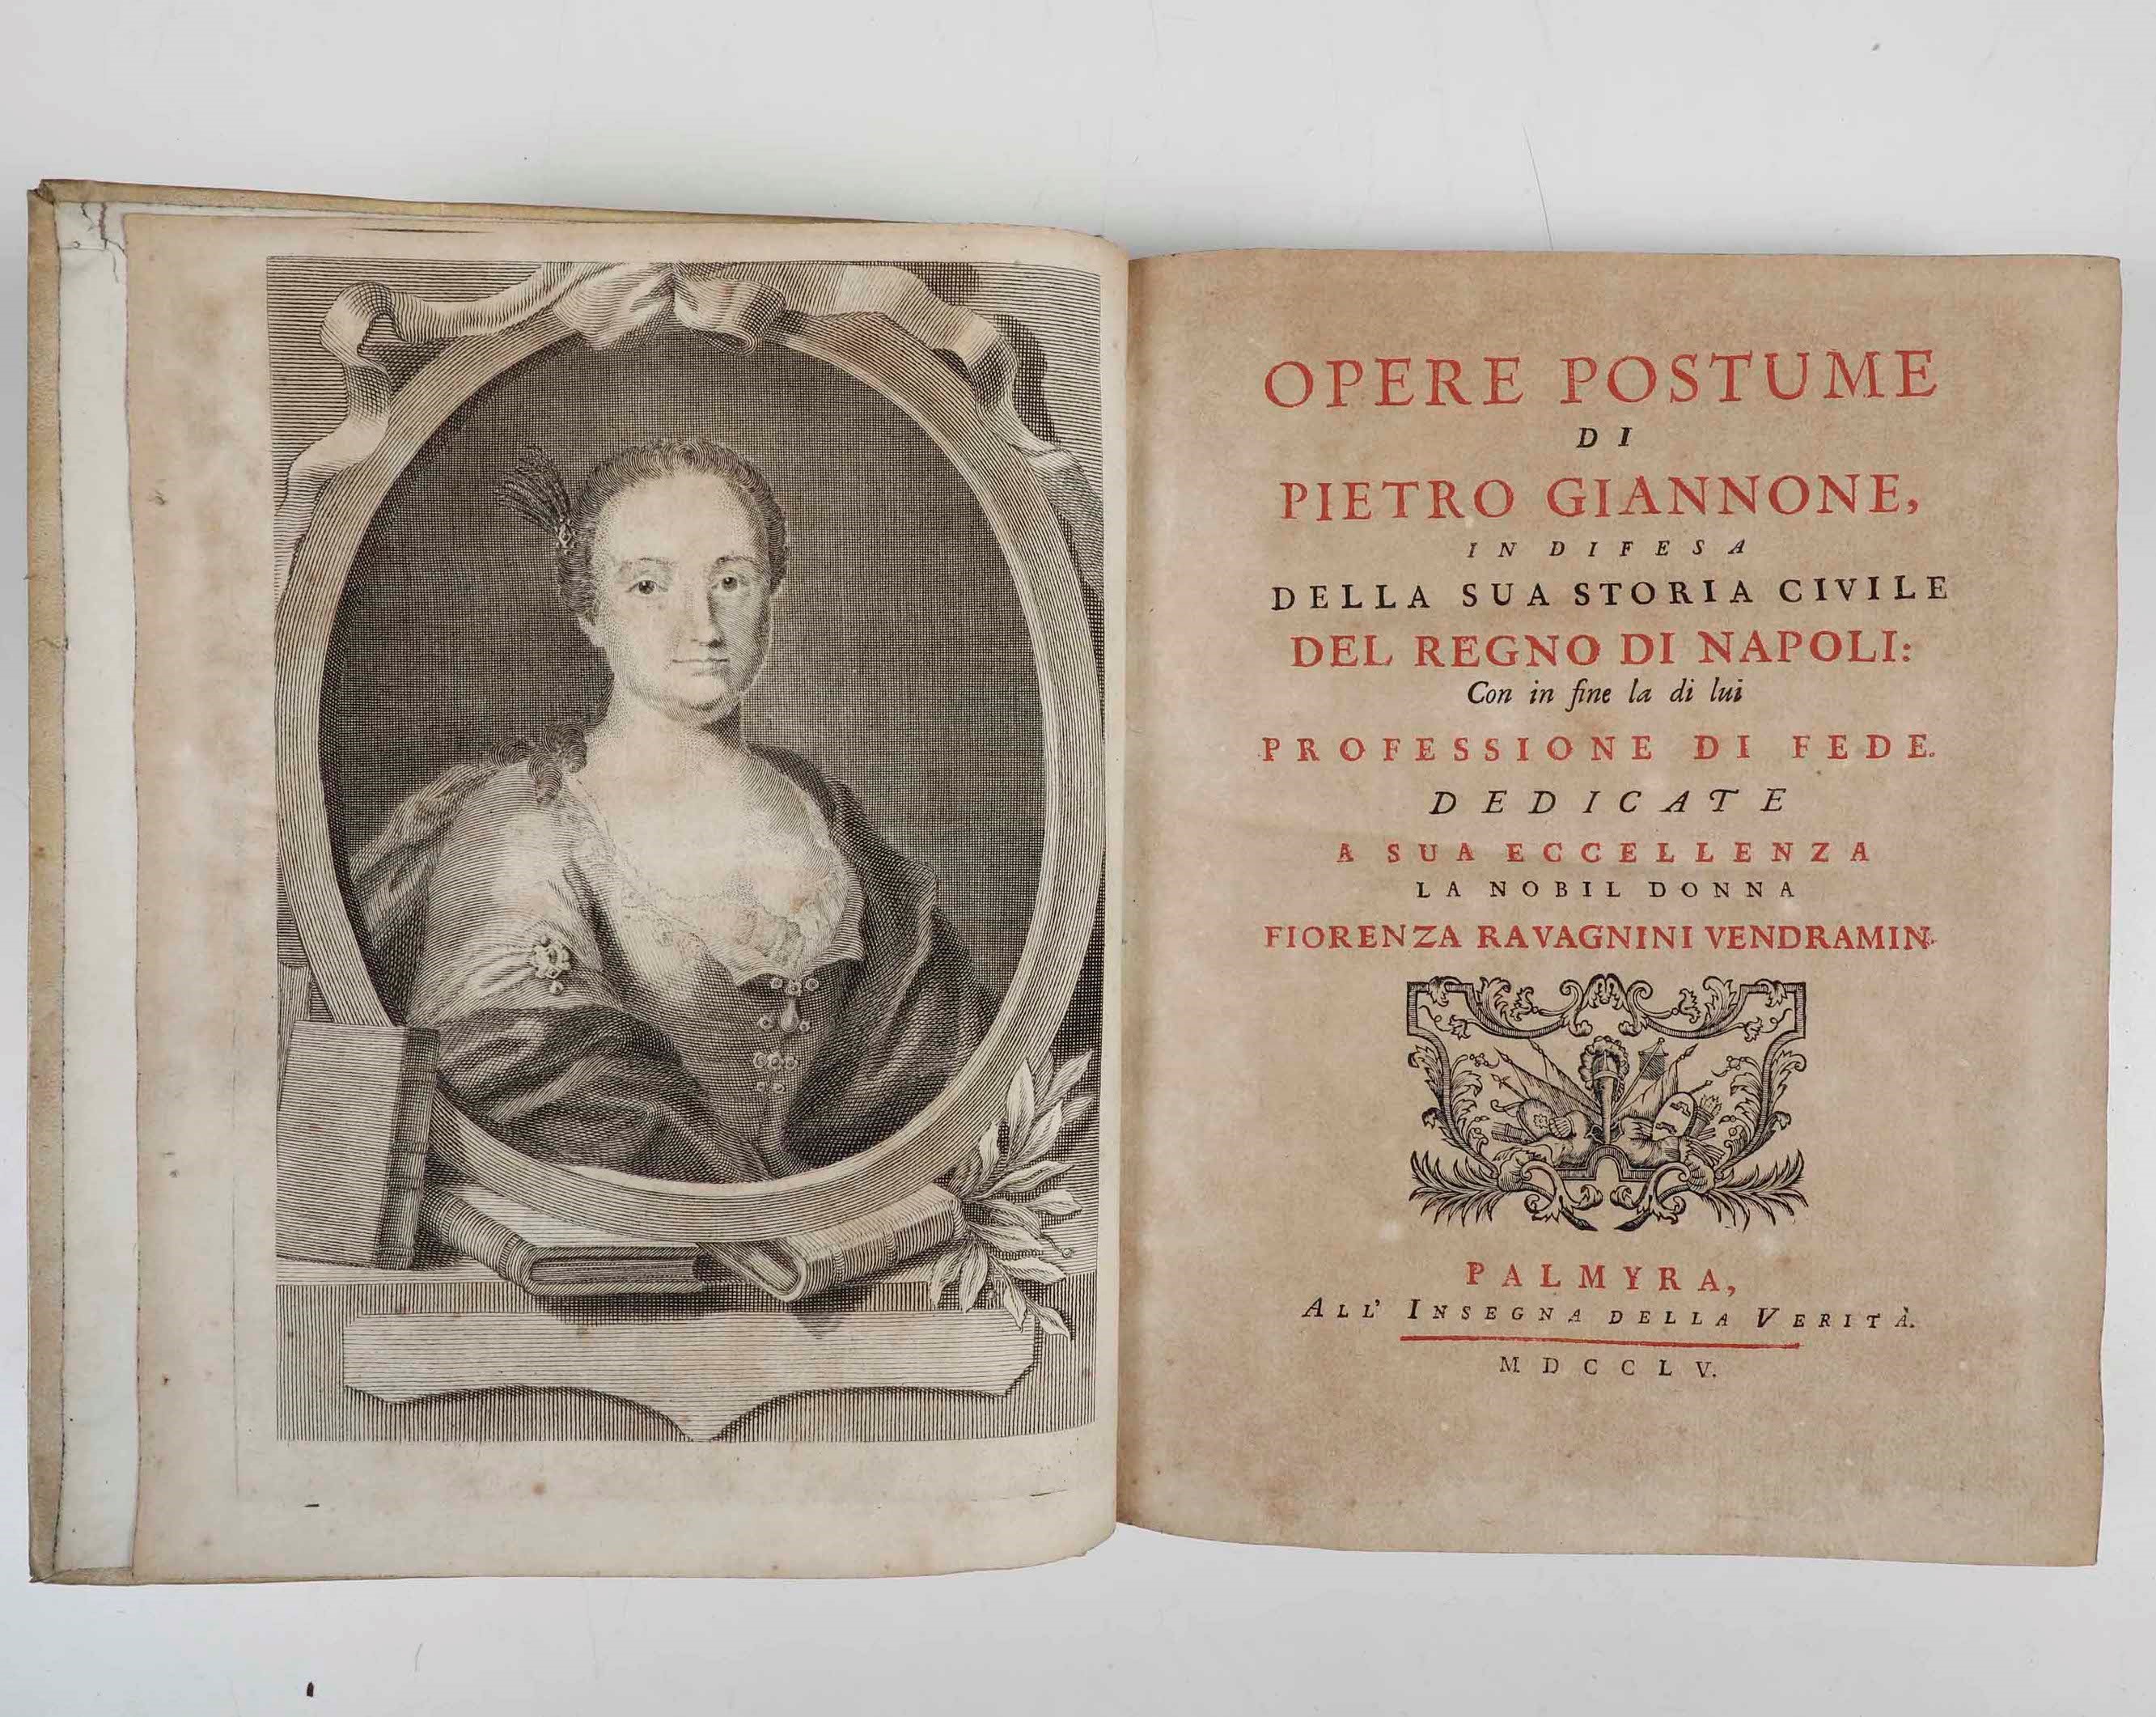 OPERE POSTUME
DI
PIETRO GIANNONE,
IN DIFESA
DELLA SUA STORIA CIVILE
DEL REGNO DI NAPOLI:
Con in fine la di lui
PROFESSIONE DI FEDE.
DEDICATE
A SUA ECCELLENZA
LA NOBIL DONNA
FIORENZA RAVAGNINI VENDRAMIN.
PALMYRA,
ALL' INSEGNA DELLA VERITÀ.
MDCCLV.